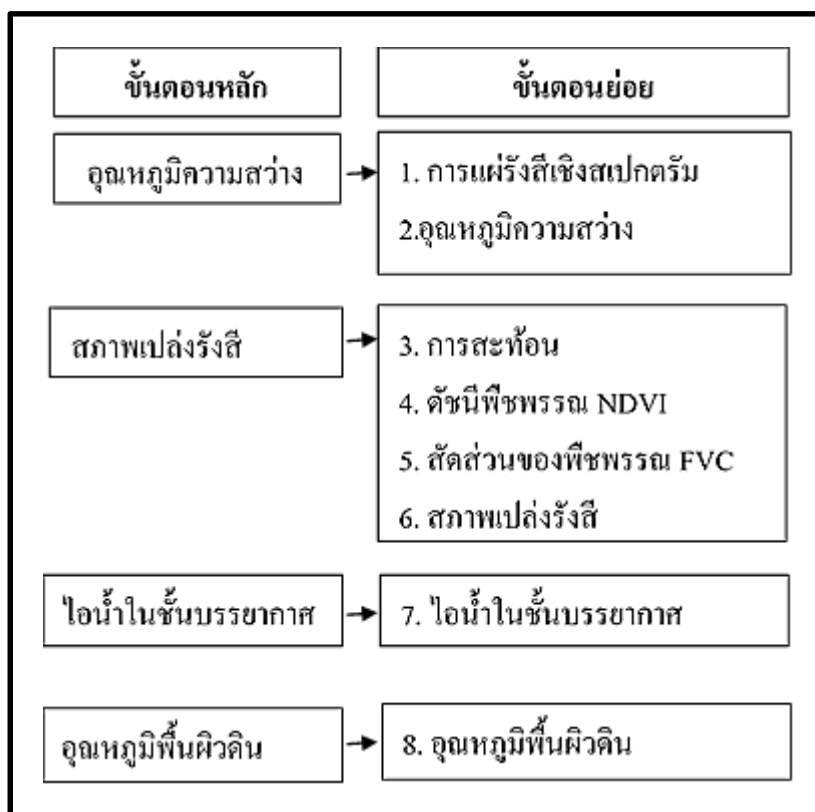 ขั้นตอนหลัก
ขั้นตอนย่อย
อุณหภูมิความสว่าง
1. การแผ่รังสีเชิงสเปกตรัม
2.อุณหภูมิความสว่าง
สภาพเปล่งรังสี
3. การสะท้อน
4. ดัชนีพืชพรรณ NDVI
5. สัดส่วนของพืชพรรณ FVC
6. สภาพเปล่งรังสี
ไอน้ำในชั้นบรรยากาศ
7. ไอน้ำในชั้นบรรยากาศ
อุณหภูมิพื้นผิวดิน
8. อุณหภูมิพื้นผิวดิน